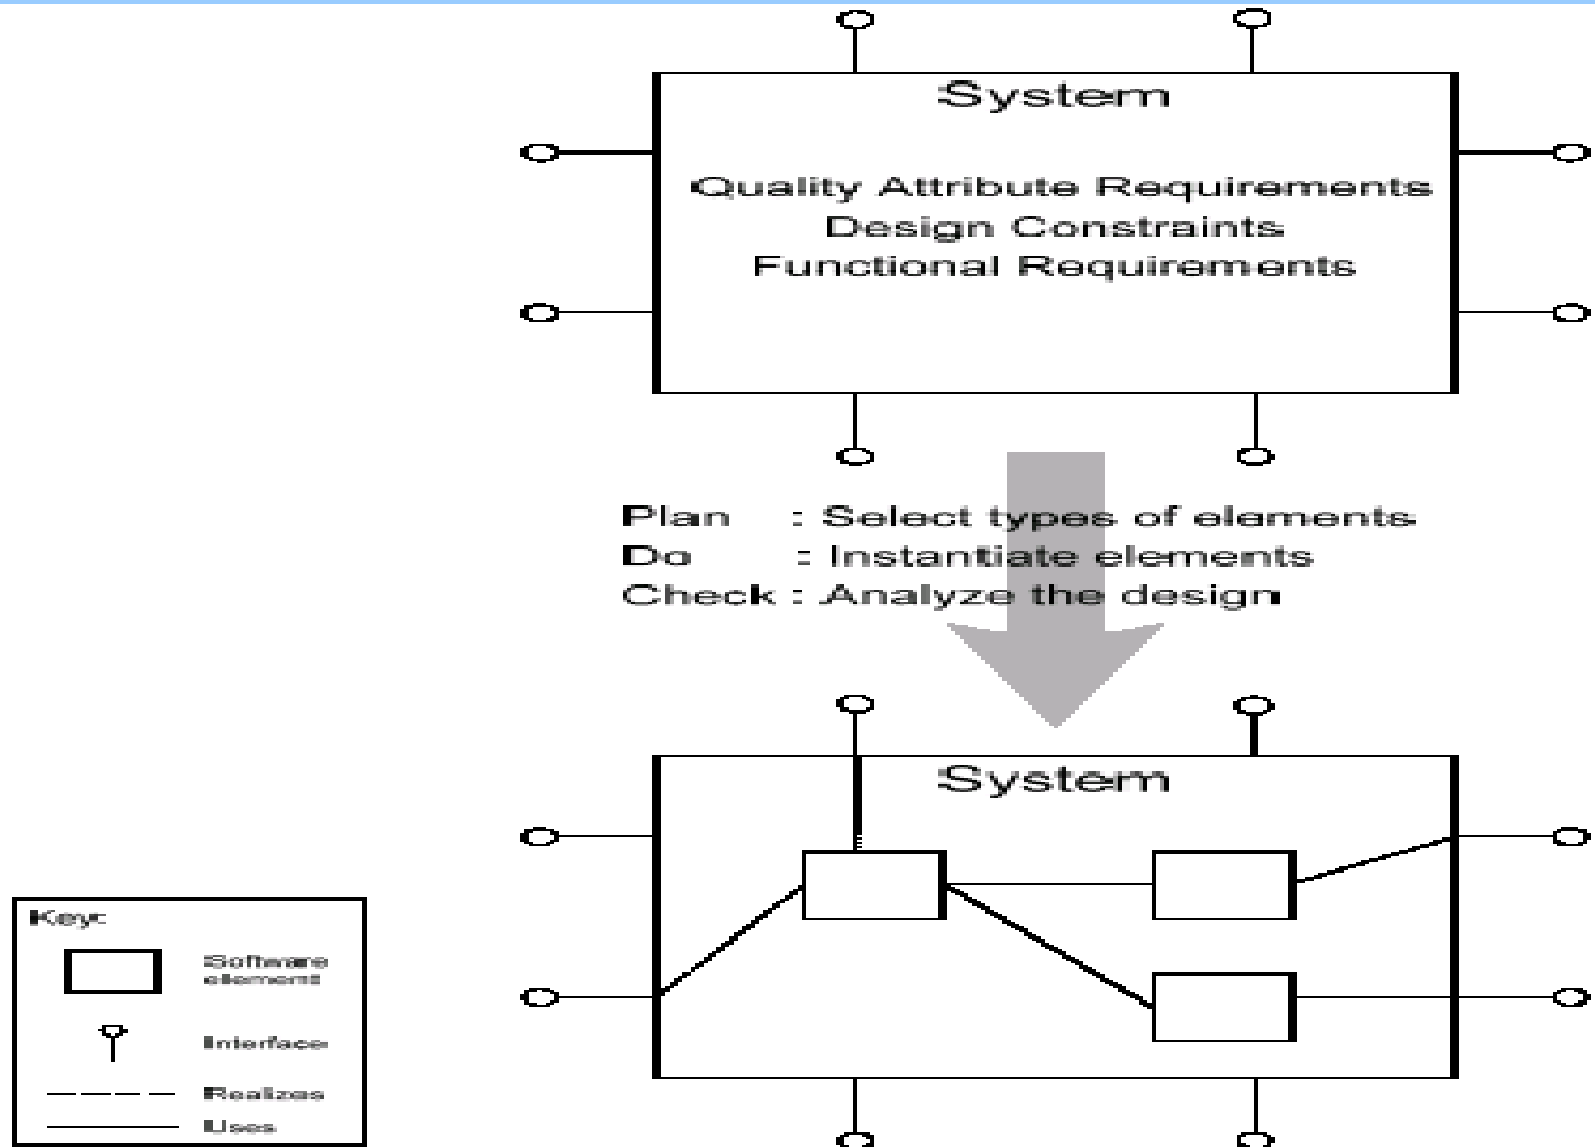 System
Quality Attribute Requirements
Design Constraints
Functional Requirements
Plan : Select types of elements
Do : Instantiate elements
Check : Analyze the design
System
Key:
Software
element
Interface
Realizes
Uses